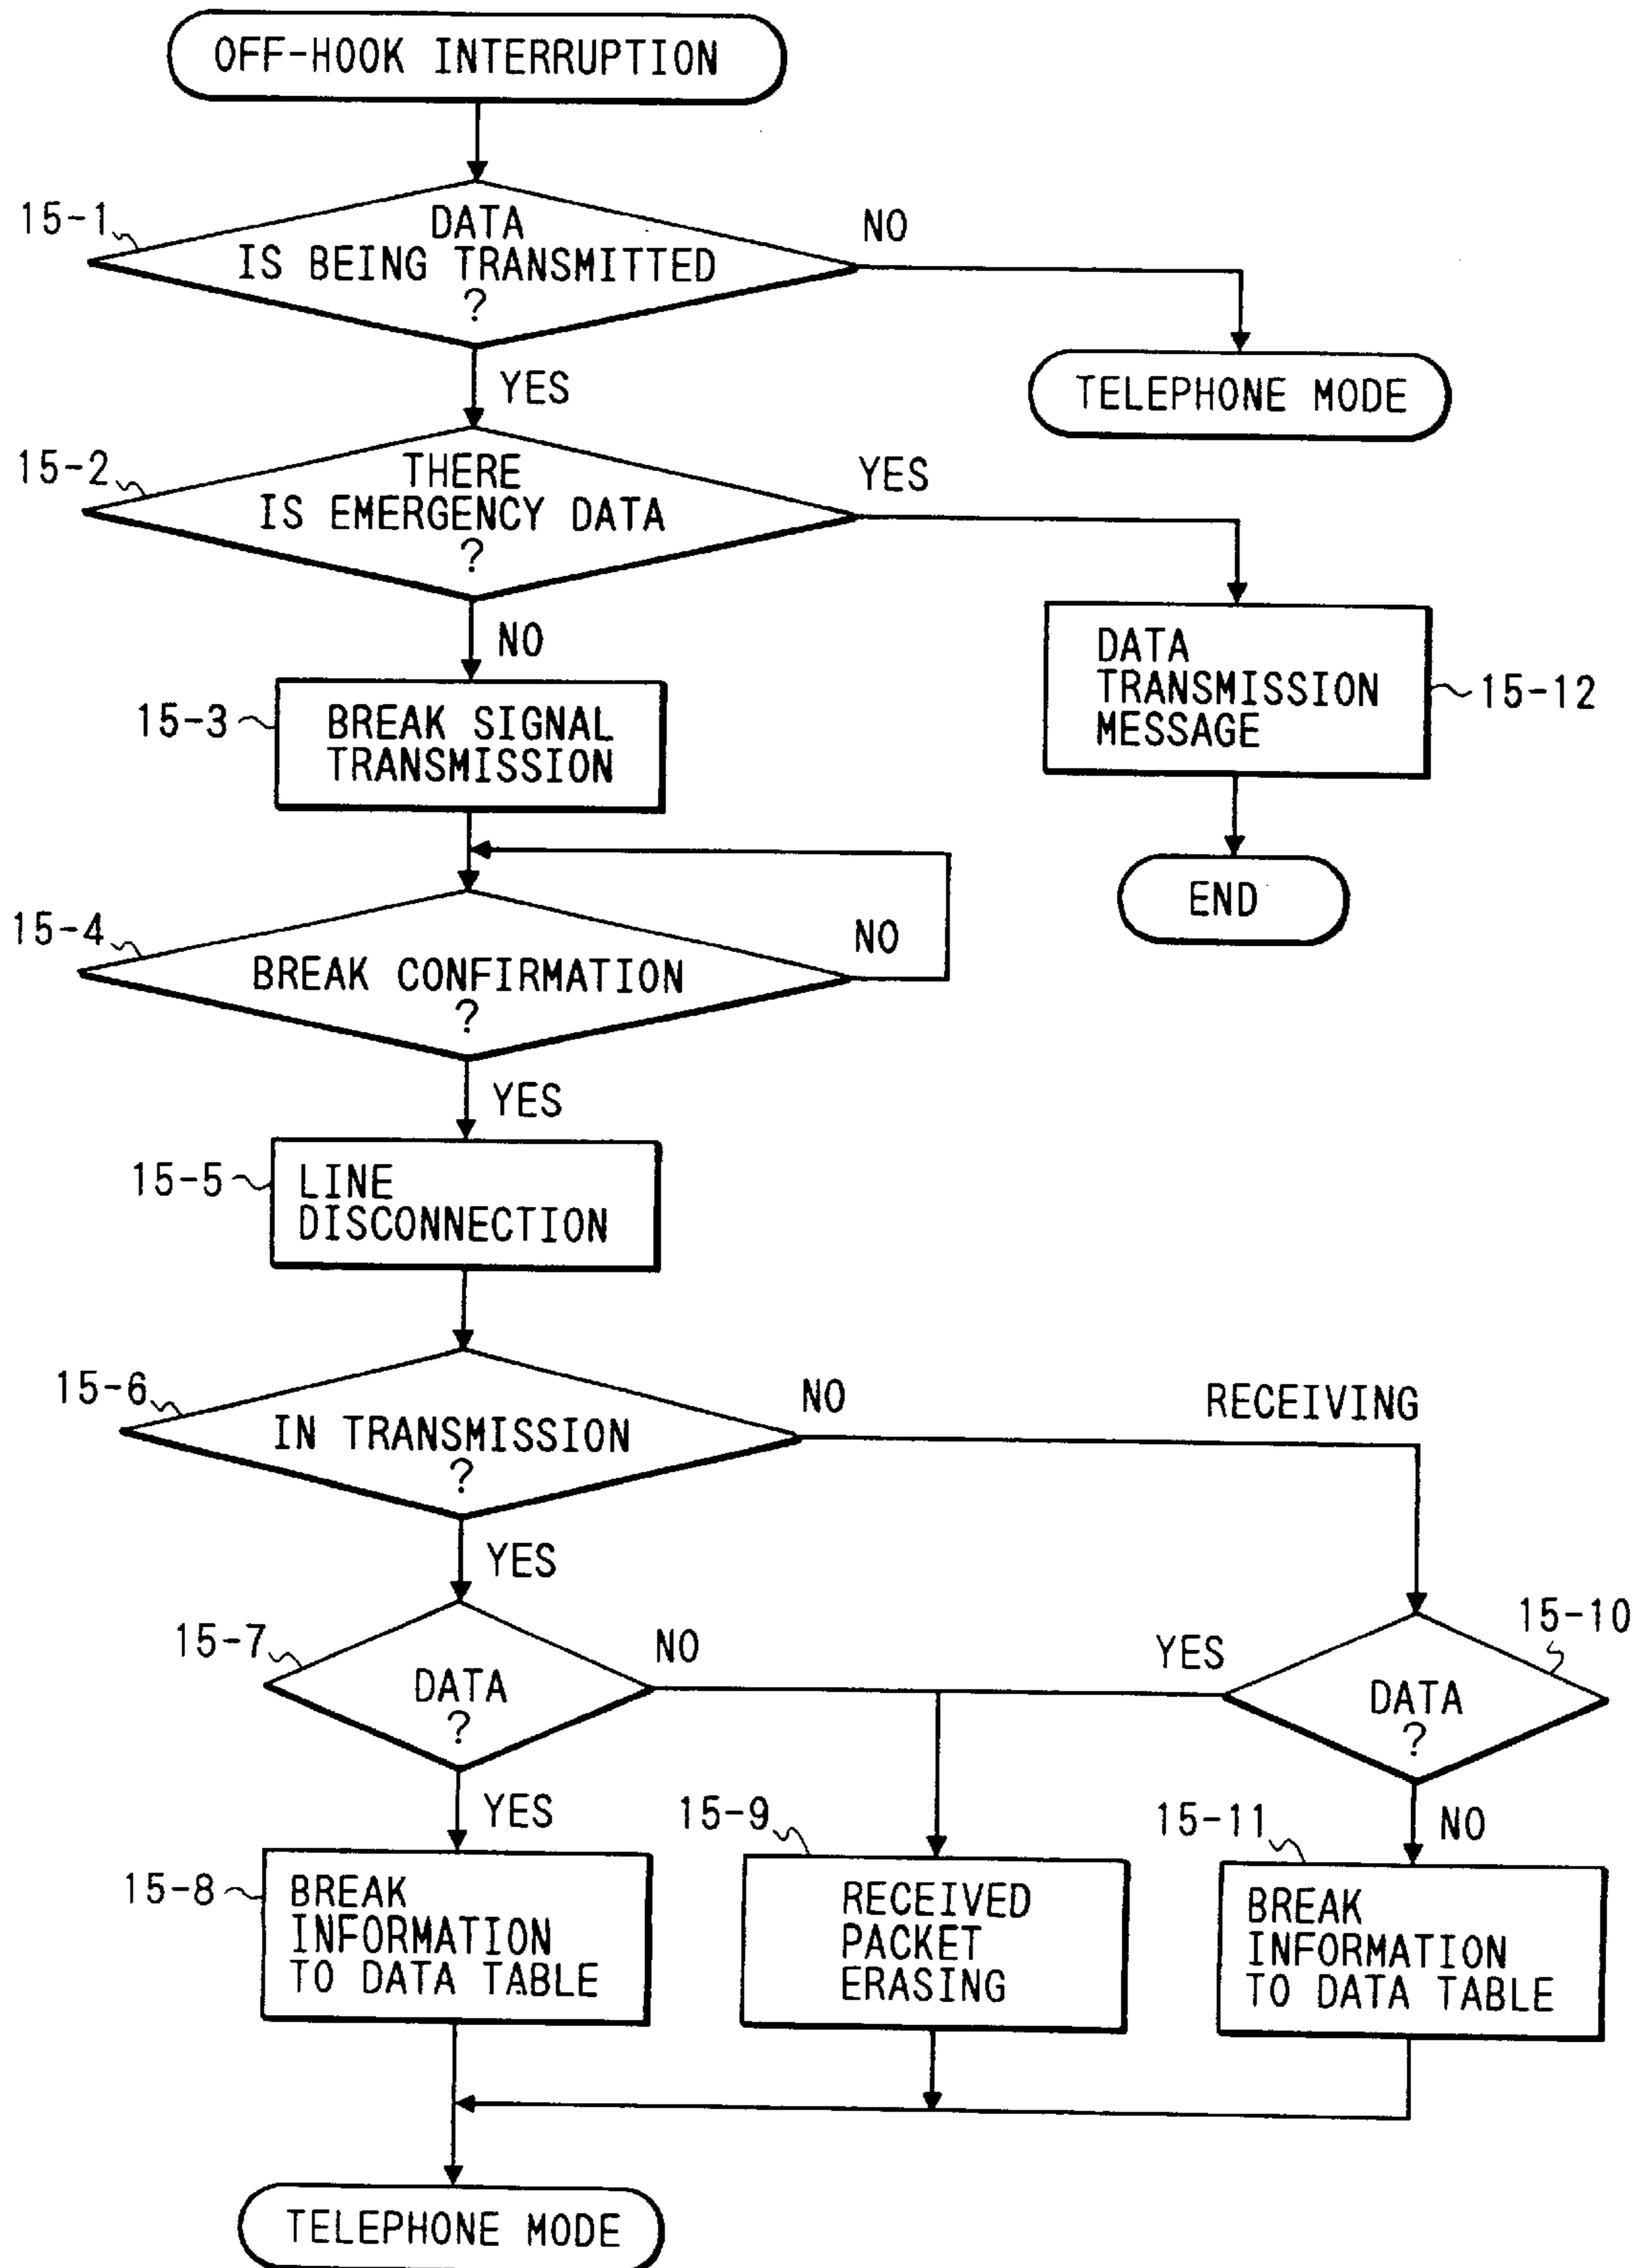 OFF-HOOK INTERRUPTION
15-1
DATA
IS BEING TRANSMITTED
?
NO
YES
TELEPHONE MODE
15-2
THERE
IS EMERGENCY DATA
?
YES
NO
DATA
TRANSMISSION
MESSAGE
15-12
15-3
BREAK SIGNAL
TRANSMISSION
END
15-4
BREAK CONFIRMATION
?
NO
YES
15-5
LINE
DISCONNECTION
15-6
IN TRANSMISSION
?
NO
RECEIVING
YES
15-7
DATA
?
NO
YES
15-10
DATA
?
YES
NO
15-8
BREAK
INFORMATION
TO DATA TABLE
15-9
RECEIVED
PACKET
ERASING
15-11
BREAK
INFORMATION
TO DATA TABLE
TELEPHONE MODE